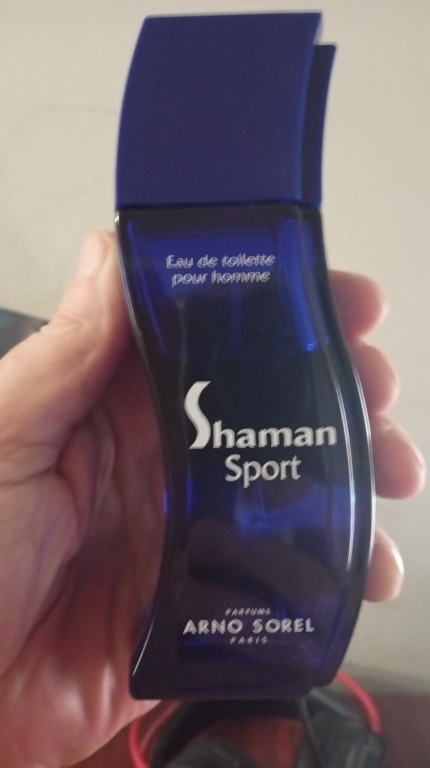 Eau de toilette
pour homme
Shaman
Sport
PARFUMS
ARNO SOREL
PARIS